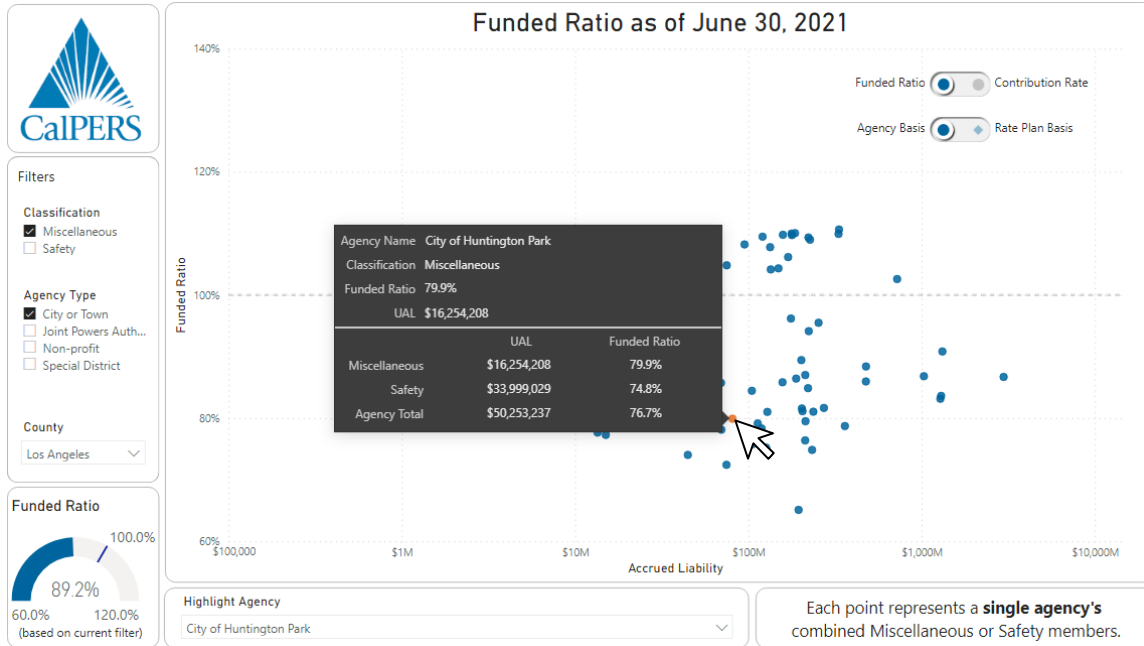 CalPERS
Filters
Classification
Miscellaneous
Safety
Agency Type
City or Town
Joint Powers Auth...
Non-profit
Special District
County
Los Angeles
Funded Ratio
100.0%
89.2%
60.0%
120.0%
(based on current filter)
Funded Ratio as of June 30, 2021
Funded Ratio
Contribution Rate
Agency Basis
Rate Plan Basis
Funded Ratio
140%
120%
100%
80%
60%
$100,000
$1M
$10M
$100M
$1,000M
$10,000M
Accrued Liability
Agency Name City of Huntington Park
Classification Miscellaneous
Funded Ratio 79.9%
UAL $16,254,208
UAL Funded Ratio
Miscellaneous $16,254,208 79.9%
Safety $33,999,029 74.8%
Agency Total $50,253,237 76.7%
Highlight Agency
City of Huntington Park
Each point represents a single agency's
combined Miscellaneous or Safety members.